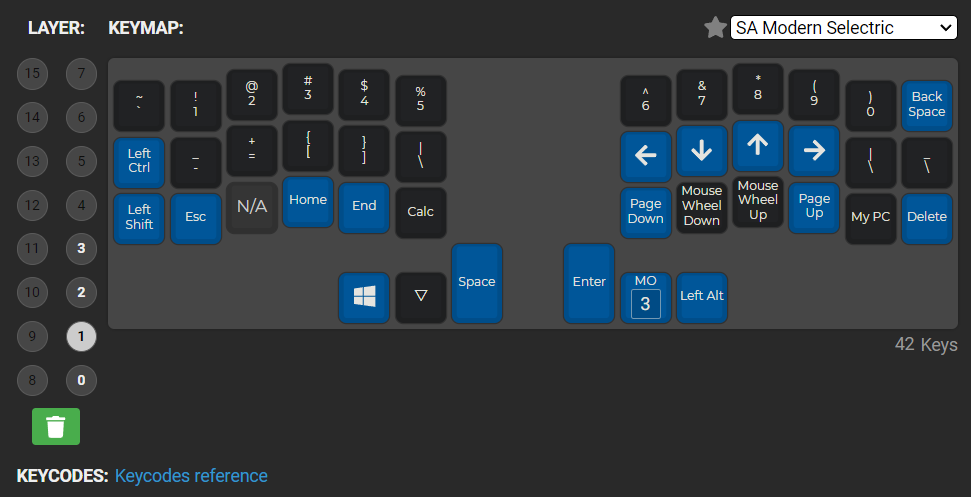 LAYER: KEYMAP: SA Modern Selectric
15 7
14 6
13 5
12 4
11 3
10 2
9 1
8 0
~ ! @ # $ % ^ & * ( ) Back
` 1 2 3 4 5 6 7 8 9 0 Space
Left _ + { } | | _
Ctrl - = [ ] \ \ \
Left Esc N/A Home End Calc Page Mouse Mouse Page My PC Delete
Shift Down Wheel Wheel Up
Down Up
Space Enter MO Left Alt
3
42 Keys
KEYCODES: Keycodes reference